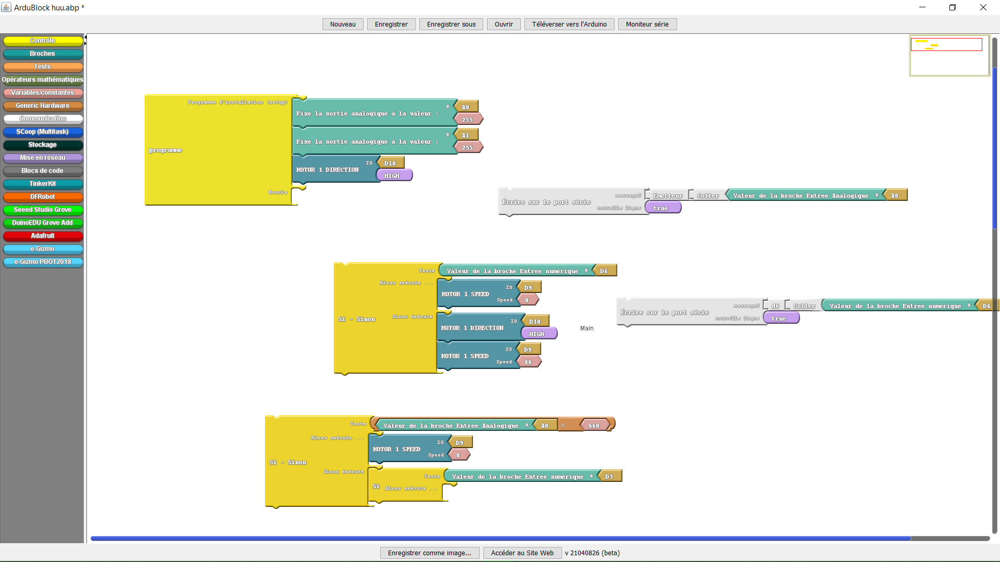 ArduBlock huu.abp *
Nouveau Enregistrer Enregistrer sous Ouvrir Téléverser vers l'Arduino Moniteur série
Contrôle
Broches
Tests
Opérateurs mathématiques
Variables/constantes
Generic Hardware
Communication
SCoop (Multitask)
Stockage
Mise en réseau
Blocs de code
TinkerKit
DFRobot
Seeed Studio Grove
DuinoEDU Grove Add
Adafruit
e-Gizmo
e-Gizmo PBOT2018
programme
Programme d'installation (setup)
Fixe la sortie analogique à la valeur :
# A0
255
Fixe la sortie analogique à la valeur :
# A1
255
MOTOR 1 DIRECTION
IO D10
HIGH
Boucle
Écrire sur le port série
message2 Emetteur Coller Valeur de la broche Entree Analogique # A0
nouvelle ligne true
Si - Sinon
Teste Valeur de la broche Entree numérique # D6
Alors exécute ...
MOTOR 1 SPEED
IO D9
Speed 0
Sinon éxécute
MOTOR 1 DIRECTION
IO D10
HIGH
MOTOR 1 SPEED
IO D9
Speed 80
Main
Écrire sur le port série
message2 d6 Coller Valeur de la broche Entree numérique # D6
nouvelle ligne true
Si - Sinon
Teste Valeur de la broche Entree Analogique # A0 > 660
Alors exécute ...
MOTOR 1 SPEED
IO D9
Speed 0
Sinon éxécute
Si
Teste Valeur de la broche Entree numérique # D7
Alors exécute ...
Enregistrer comme image... Accéder au Site Web v 21040826 (beta)